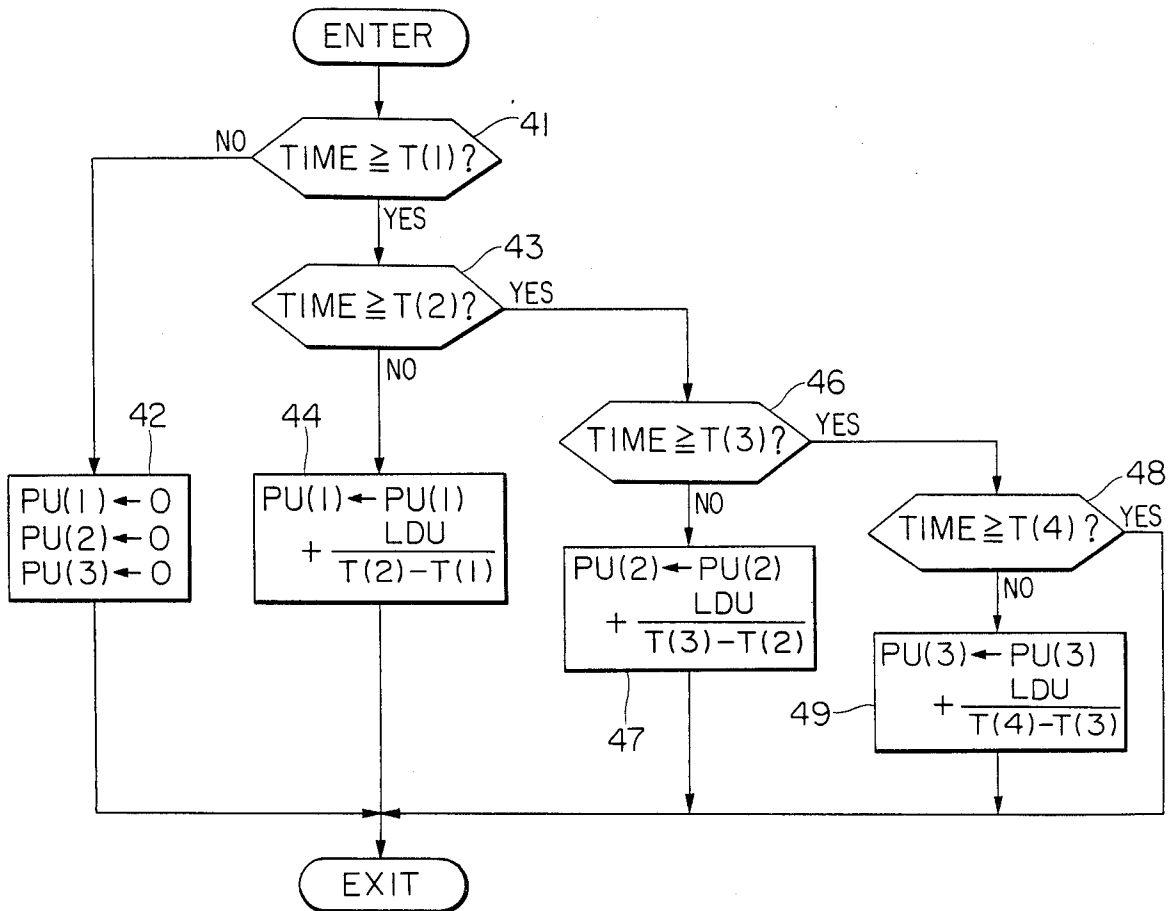 ENTER
41
NO
TIME ≧ T(1)?
YES
43
TIME ≧ T(2)?
YES
NO
46
TIME ≧ T(3)?
YES
NO
42
PU(1) ← 0
PU(2) ← 0
PU(3) ← 0
44
PU(1) ← PU(1)
+ LDU
T(2) − T(1)
48
TIME ≧ T(4)?
YES
NO
PU(2) ← PU(2)
+ LDU
T(3) − T(2)
47
PU(3) ← PU(3)
+ LDU
T(4) − T(3)
49
EXIT